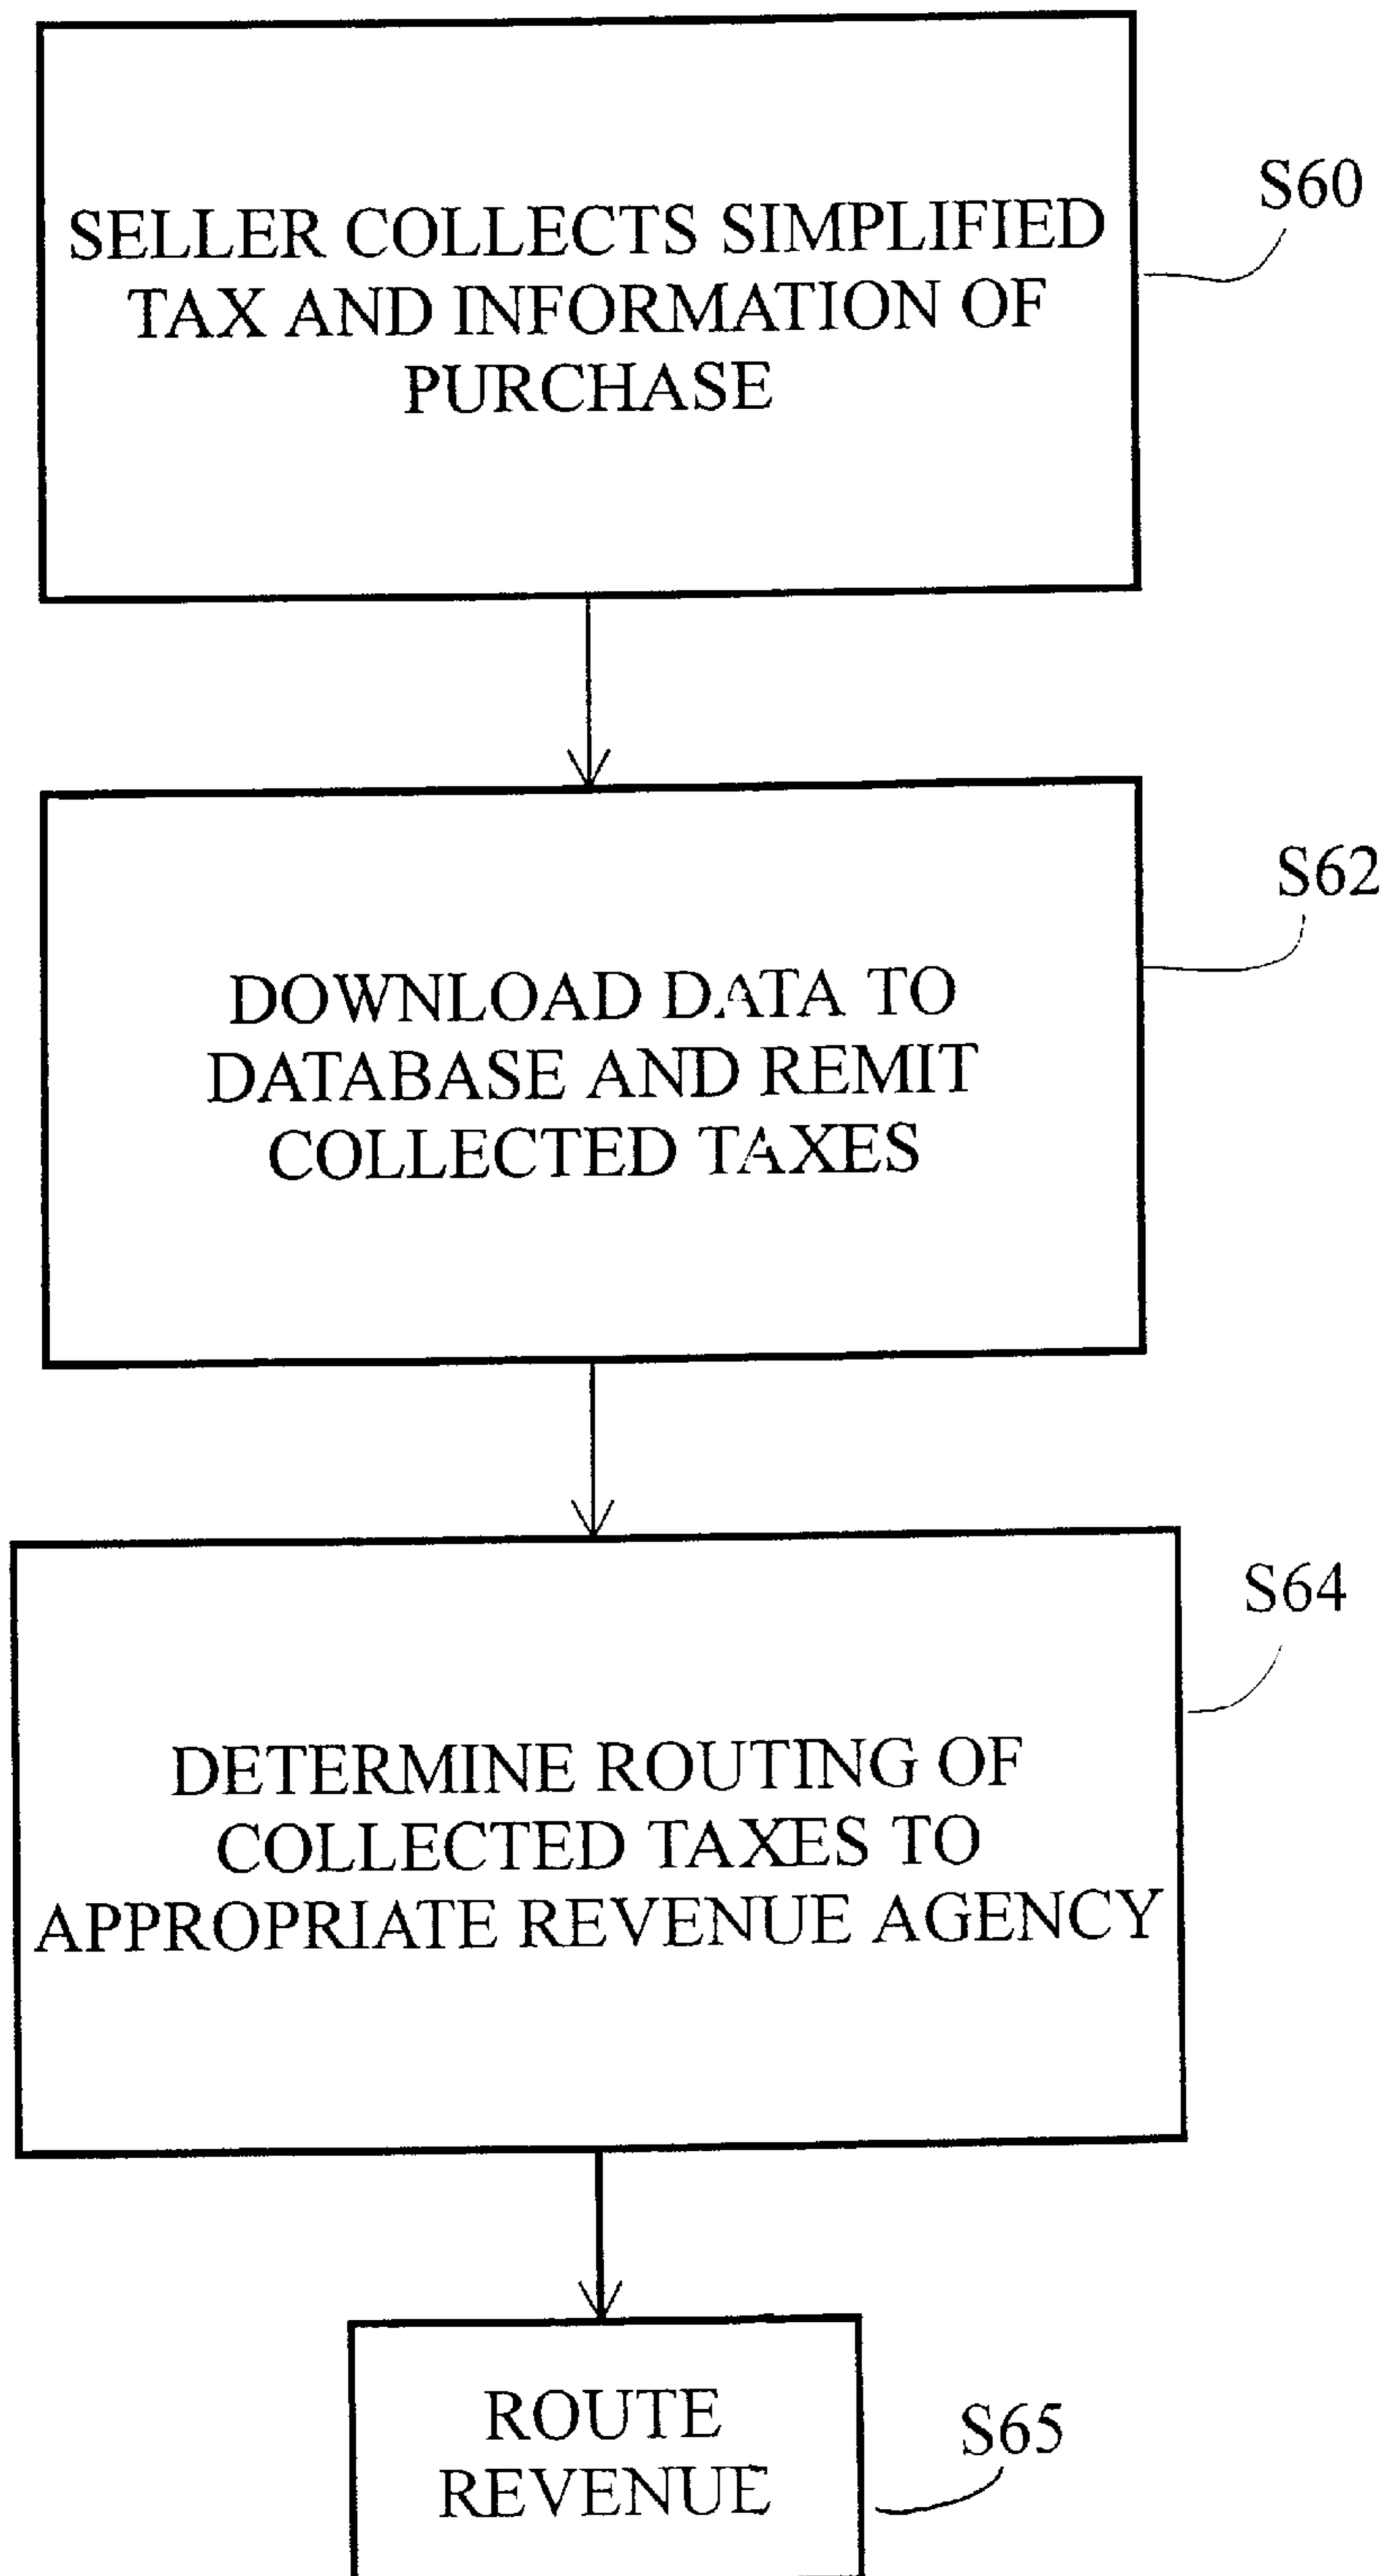 SELLER COLLECTS SIMPLIFIED
TAX AND INFORMATION OF
PURCHASE
S60
DOWNLOAD DATA TO
DATABASE AND REMIT
COLLECTED TAXES
S62
DETERMINE ROUTING OF
COLLECTED TAXES TO
APPROPRIATE REVENUE AGENCY
S64
ROUTE
REVENUE
S65